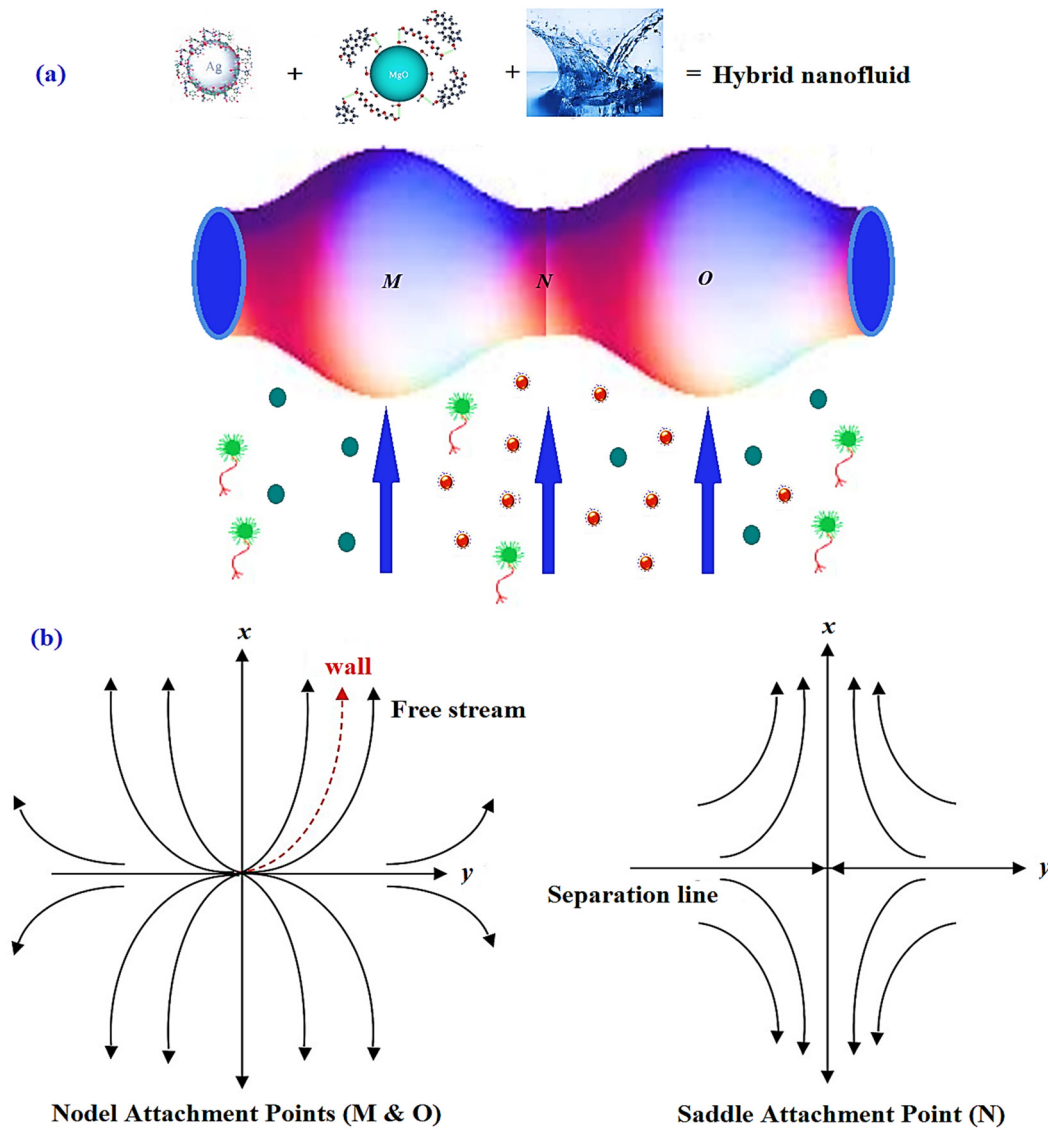 (a)
Ag + MgO + = Hybrid nanofluid
M N O
(b)
x
wall
Free stream
y
Nodel Attachment Points (M & O)
x
Separation line
y
Saddle Attachment Point (N)